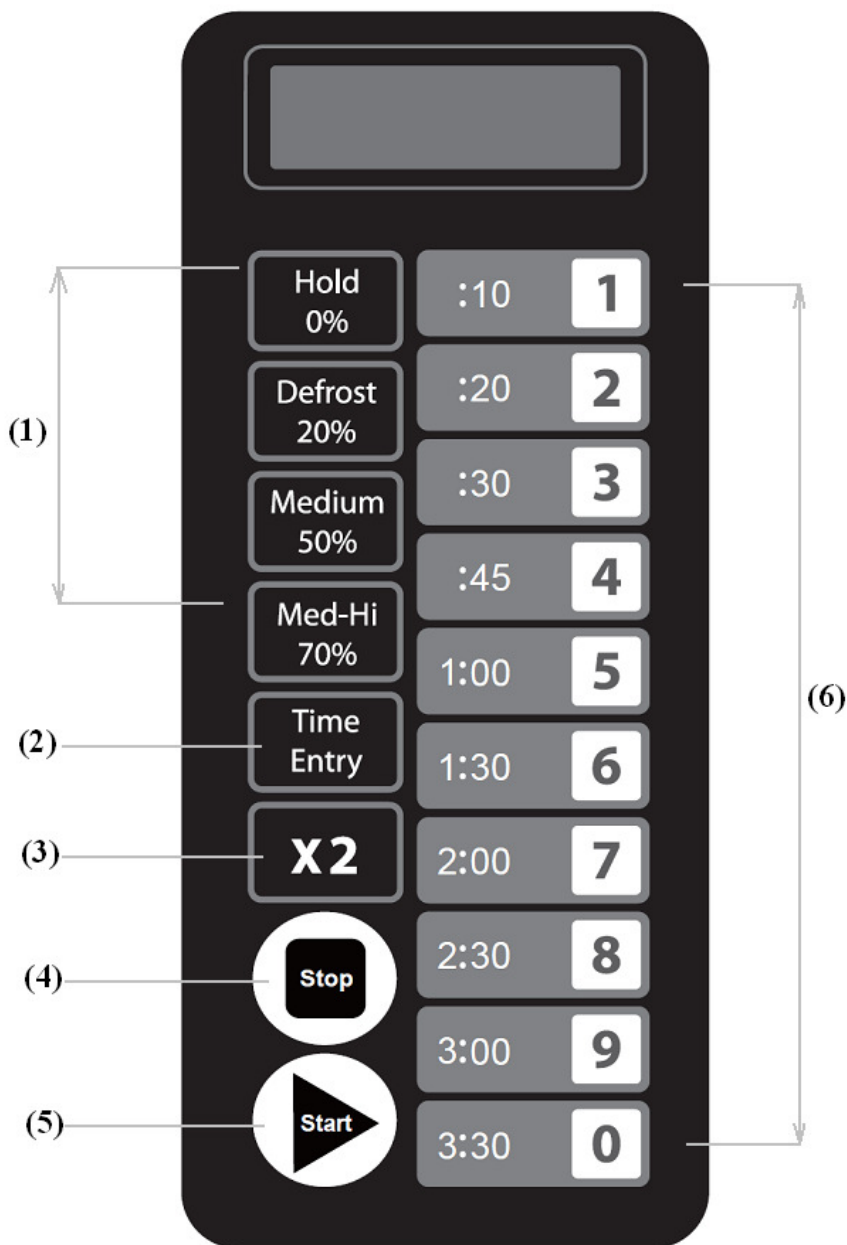 Hold
0%
Defrost
20%
Medium
50%
Med-Hi
70%
Time
Entry
X2
Stop
Start
:10 1
:20 2
:30 3
:45 4
1:00 5
1:30 6
2:00 7
2:30 8
3:00 9
3:30 0
(1)
(2)
(3)
(4)
(5)
(6)